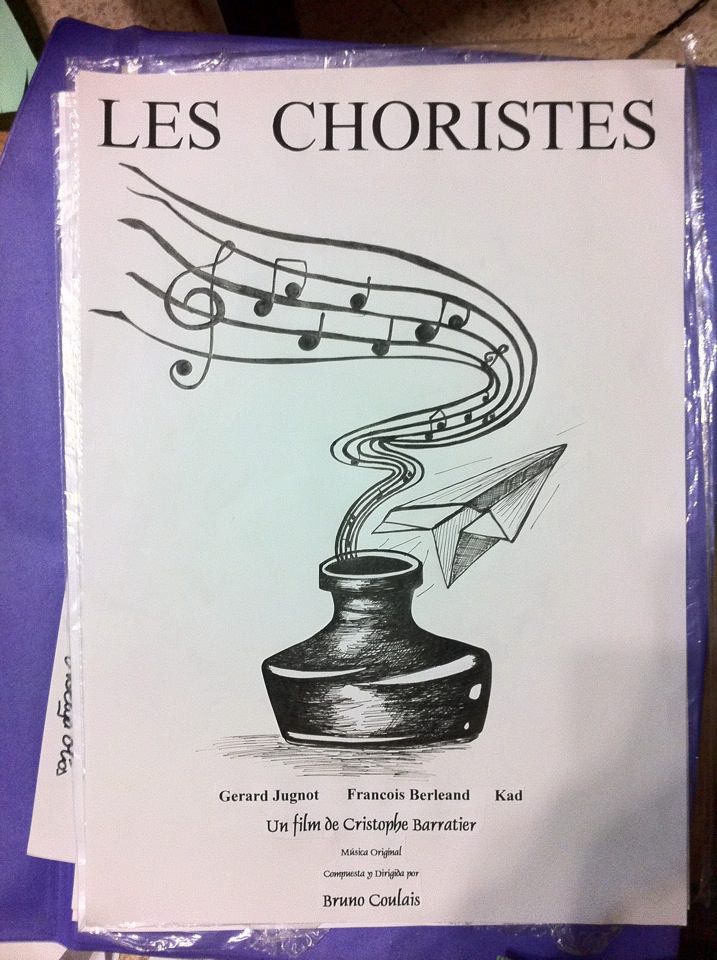 LES CHORISTES
Gerard Jugnot Francois Berleand Kad
Un film de Cristophe Barratier
Música Original
Compuesta y Dirigida por
Bruno Coulais